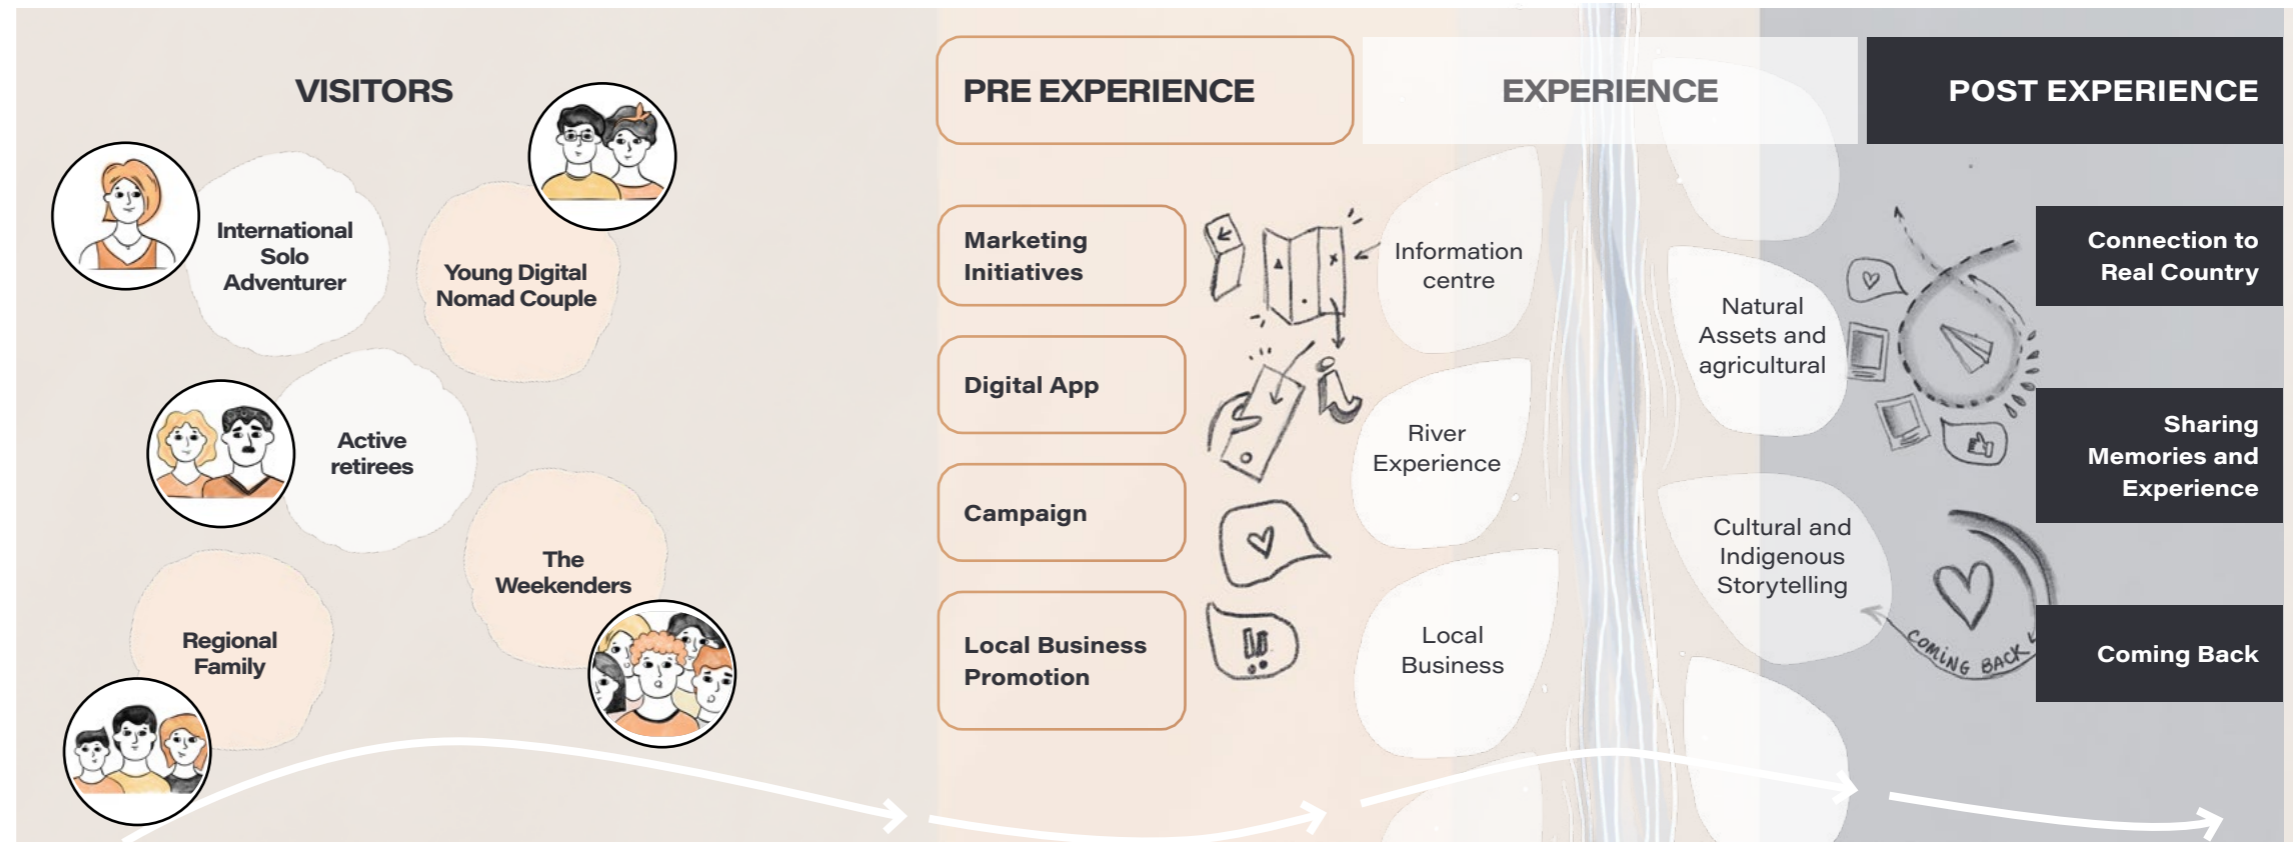 VISITORS
International
Solo
Adventurer
Young Digital
Nomad Couple
Active
retirees
The
Weekenders
Regional
Family
PRE EXPERIENCE
Marketing
Initiatives
Digital App
Campaign
Local Business
Promotion
EXPERIENCE
Information
centre
River
Experience
Local
Business
Natural
Assets and
agricultural
Cultural and
Indigenous
Storytelling
POST EXPERIENCE
Connection to
Real Country
Sharing
Memories and
Experience
COMING BACK
Coming Back